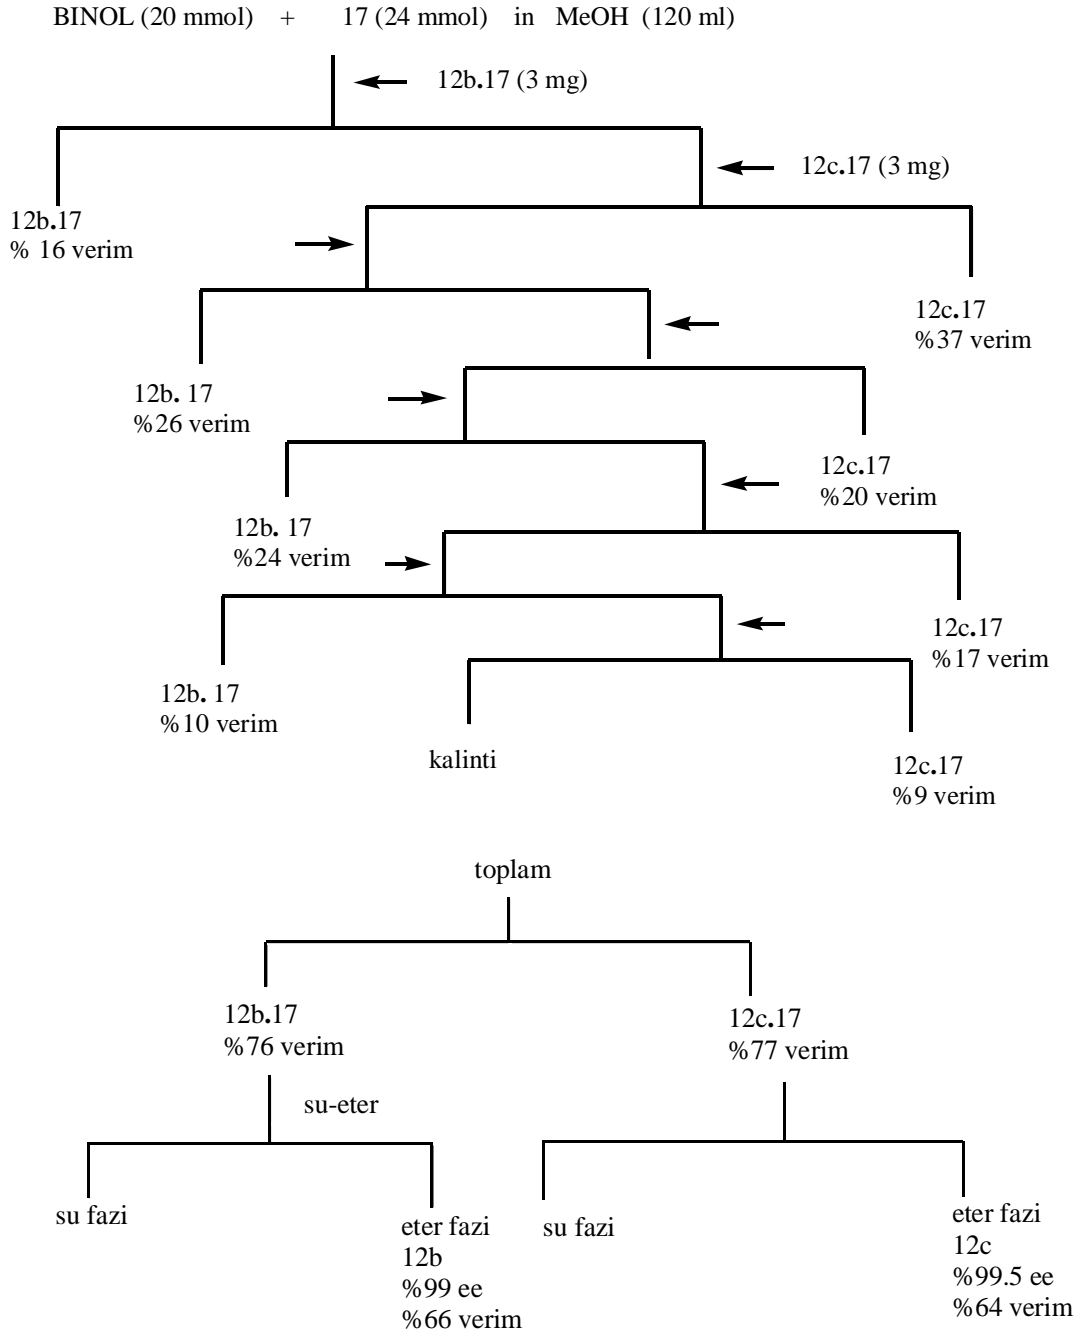 BINOL (20 mmol) + 17 (24 mmol) in MeOH (120 ml)
12b.17 (3 mg)
12c.17 (3 mg)
12b.17
% 16 verim
12c.17
%37 verim
12b. 17
%26 verim
12c.17
%20 verim
12b. 17
%24 verim
12c.17
%17 verim
12b. 17
%10 verim
kalinti
12c.17
%9 verim
toplam
12b.17
%76 verim
12c.17
%77 verim
su-eter
su fazi
eter fazi
12b
%99 ee
%66 verim
su fazi
eter fazi
12c
%99.5 ee
%64 verim